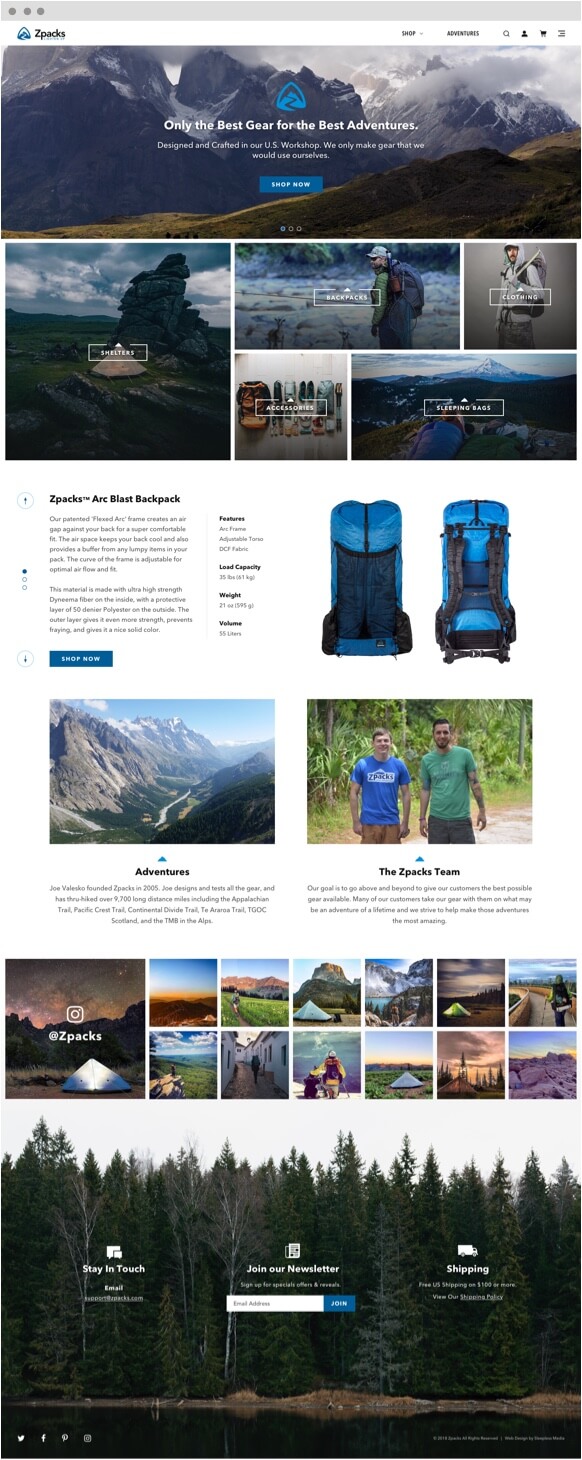 Zpacks
SHOP
ADVENTURES
Only the Best Gear for the Best Adventures.
Designed and Crafted in our U.S. Workshop. We only make gear that we
would use ourselves.
SHOP NOW
SHELTERS
BACKPACKS
CLOTHING
ACCESSORIES
SLEEPING BAGS
Zpacks™ Arc Blast Backpack
Our patented 'Flexed Arc' frame creates an air
gap against your back for a super comfortable
fit. The air space keeps your back cool and also
provides a buffer from any lumpy items in your
pack. The curve of the frame is adjustable for
optimal air flow and fit.
This material is made with ultra high strength
Dyneema fiber on the inside, with a protective
layer of 50 denier Polyester on the outside. The
outer layer gives it even more strength, prevents
fraying, and gives it a nice solid color.
SHOP NOW
Features
Arc Frame
Adjustable Torso
DCF Fabric
Load Capacity
35 lbs (61 kg)
Weight
21 oz (595 g)
Volume
55 Liters
Zpacks
Adventures
Joe Valesko founded Zpacks in 2005. Joe designs and tests all the gear, and
has thru-hiked over 9,700 long distance miles including the Appalachian
Trail, Pacific Crest Trail, Continental Divide Trail, Te Araroa Trail, TGOC
Scotland, and the TMB in the Alps.
The Zpacks Team
Our goal is to go above and beyond to give our customers the best possible
gear available. Many of our customers take our gear with them on what may
be an adventure of a lifetime and we strive to help make those adventures
the most amazing.
@Zpacks
Stay In Touch
Email
support@zpacks.com
Join our Newsletter
Sign up for specials offers & reveals.
Email Address
JOIN
Shipping
Free US Shipping on $100 or more.
View Our Shipping Policy
© 2018 Zpacks All Rights Reserved | Web Design by Sleepless Media